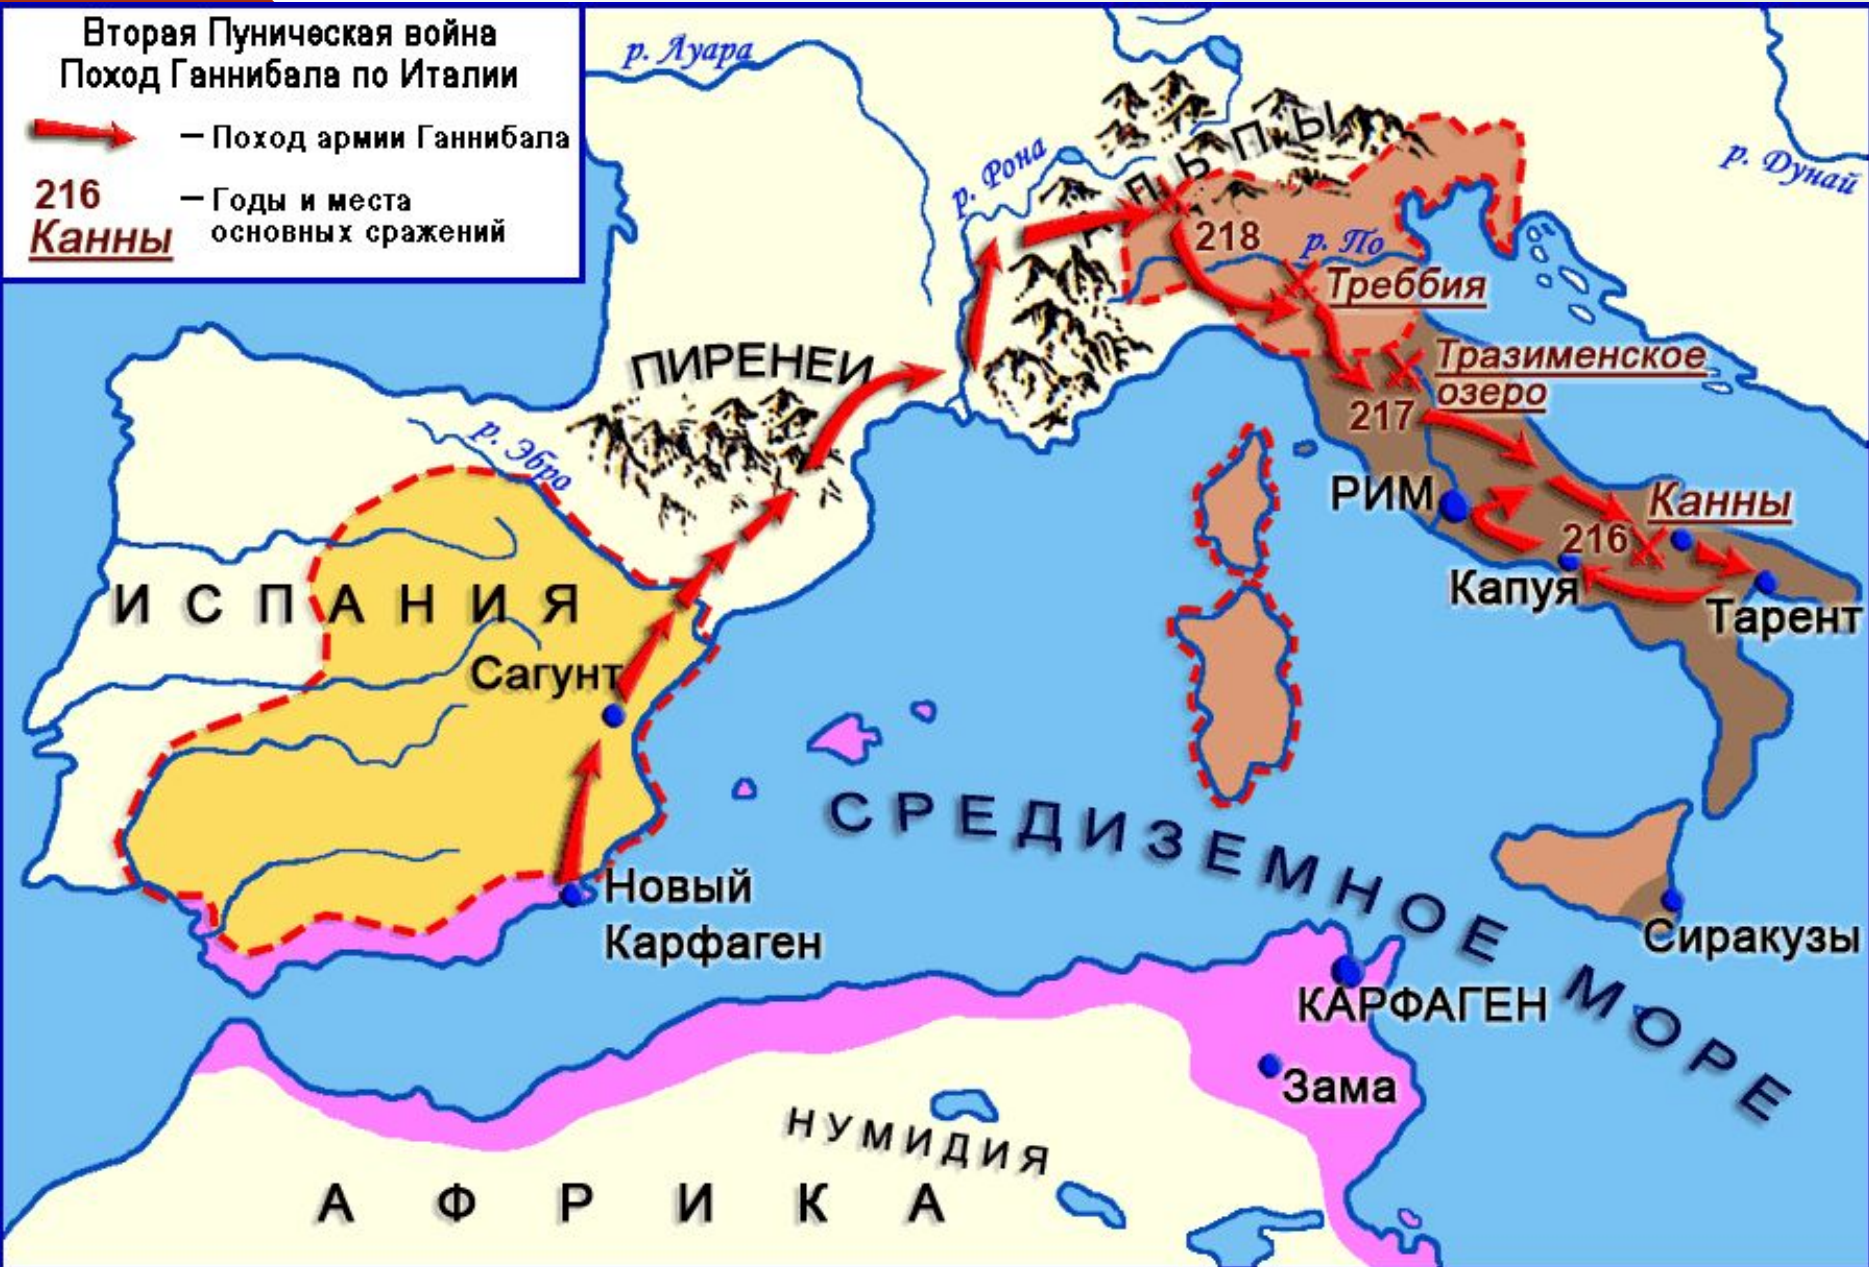 Вторая Пуническая война
Поход Ганнибала по Италии
– Поход армии Ганнибала
216
Канны
– Годы и места
основных сражений
р. Луара
р. Рона
АЛЬПЫ
р. Дунай
218
р. По
Треббия
ПИРЕНЕИ
Тразименское
озеро
217
р. Эбро
РИМ
Канны
216
Капуя
Тарент
ИСПАНИЯ
Сагунт
СРЕДИЗЕМНОЕ МОРЕ
Новый
Карфаген
Сиракузы
КАРФАГЕН
Зама
НУМИДИЯ
АФРИКА